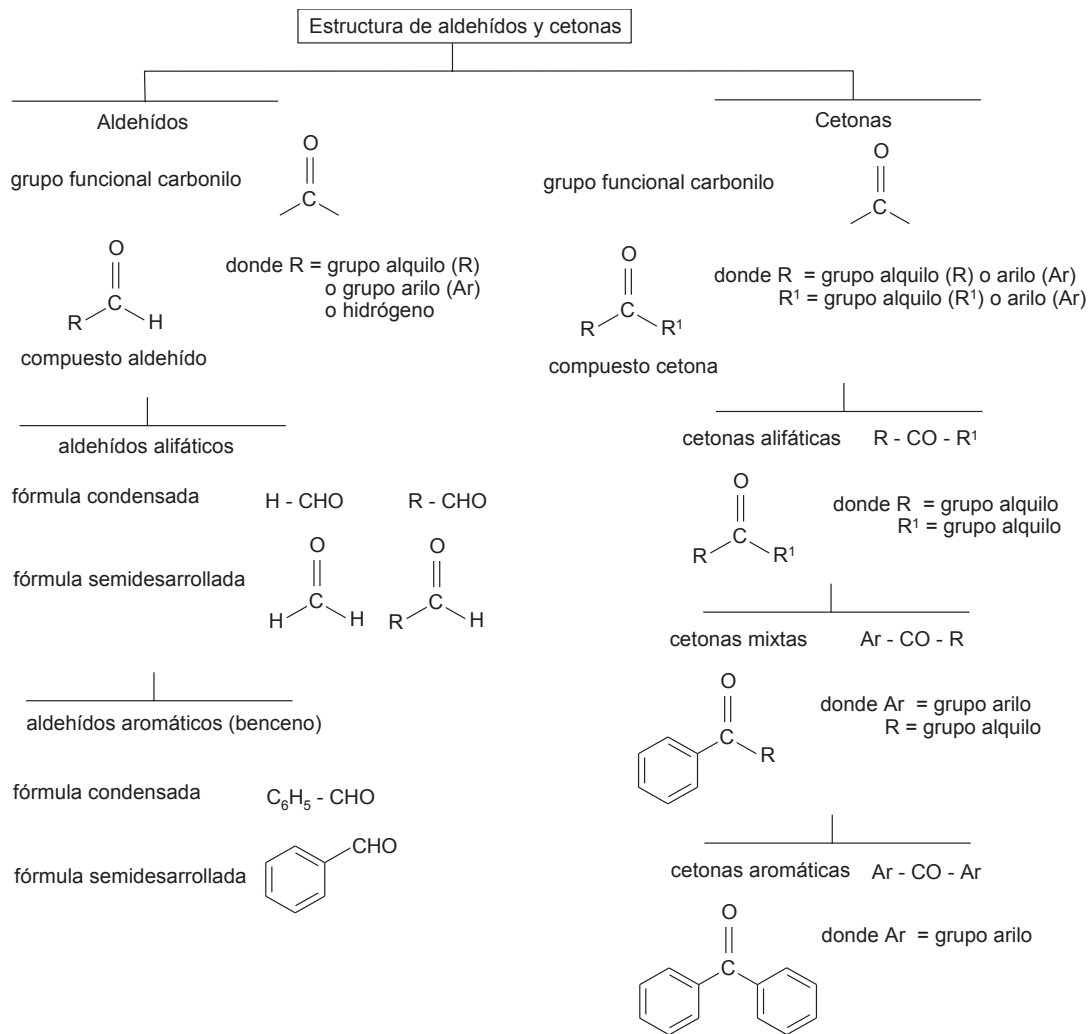 Estructura de aldehídos y cetonas
Aldehídos
grupo funcional carbonilo
O
C
O
C
R
H
donde R = grupo alquilo (R)
o grupo arilo (Ar)
o hidrógeno
compuesto aldehído
aldehídos alifáticos
fórmula condensada
H - CHO
R - CHO
fórmula semidesarrollada
O
C
H
H
O
C
R
H
aldehídos aromáticos (benceno)
fórmula condensada
C₆H₅ - CHO
fórmula semidesarrollada
CHO
Cetonas
grupo funcional carbonilo
O
C
O
C
R
R¹
donde R = grupo alquilo (R) o arilo (Ar)
R¹ = grupo alquilo (R¹) o arilo (Ar)
compuesto cetona
cetonas alifáticas R - CO - R¹
O
C
R
R¹
donde R = grupo alquilo
R¹ = grupo alquilo
cetonas mixtas Ar - CO - R
O
C
R
donde Ar = grupo arilo
R = grupo alquilo
cetonas aromáticas Ar - CO - Ar
O
C
donde Ar = grupo arilo